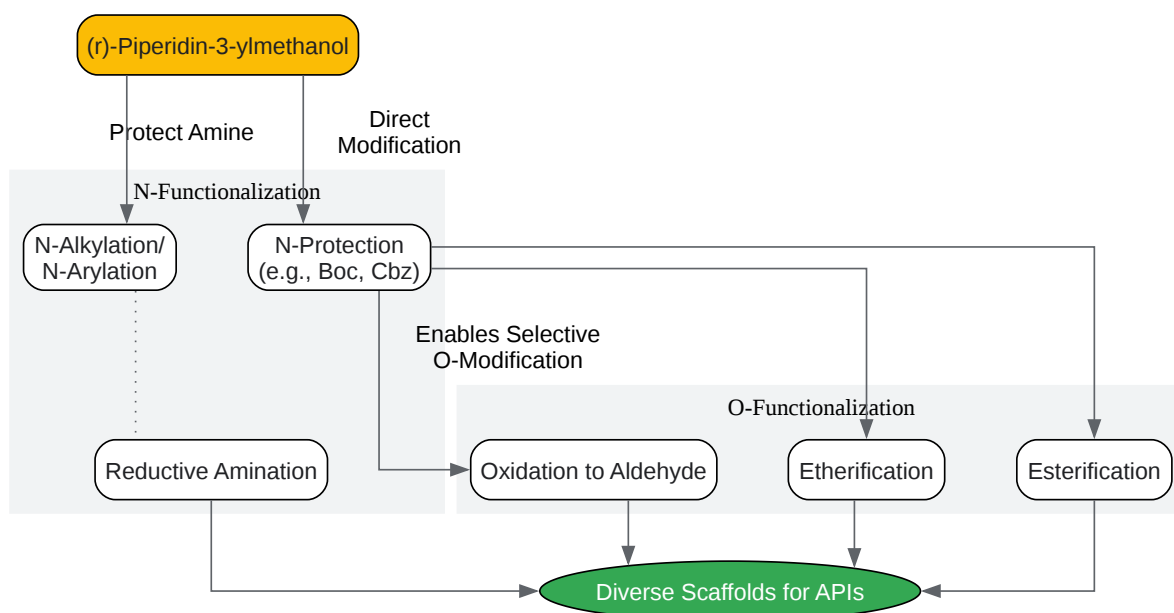 (r)-Piperidin-3-ylmethanol
Protect Amine
Direct
Modification
N-Functionalization
N-Alkylation/
N-Arylation
N-Protection
(e.g., Boc, Cbz)
Enables Selective
O-Modification
O-Functionalization
Reductive Amination
Oxidation to Aldehyde
Etherification
Esterification
Diverse Scaffolds for APIs